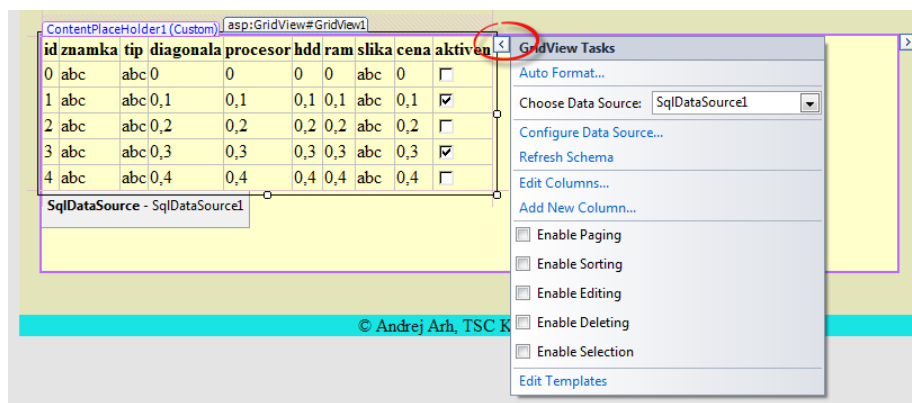 ContentPlaceHolder1 (Custom) asp:GridView#GridView1
id znamka tip diagonala procesor hdd ram slika cena aktiven
0 abc abc 0 0 0 0 abc 0
1 abc abc 0,1 0,1 0,1 0,1 abc 0,1
2 abc abc 0,2 0,2 0,2 0,2 abc 0,2
3 abc abc 0,3 0,3 0,3 0,3 abc 0,3
4 abc abc 0,4 0,4 0,4 0,4 abc 0,4
SqlDataSource - SqlDataSource1
GridView Tasks
Auto Format...
Choose Data Source: SqlDataSource1
Configure Data Source...
Refresh Schema
Edit Columns...
Add New Column...
Enable Paging
Enable Sorting
Enable Editing
Enable Deleting
Enable Selection
Edit Templates
© Andrej Arh, TSC K